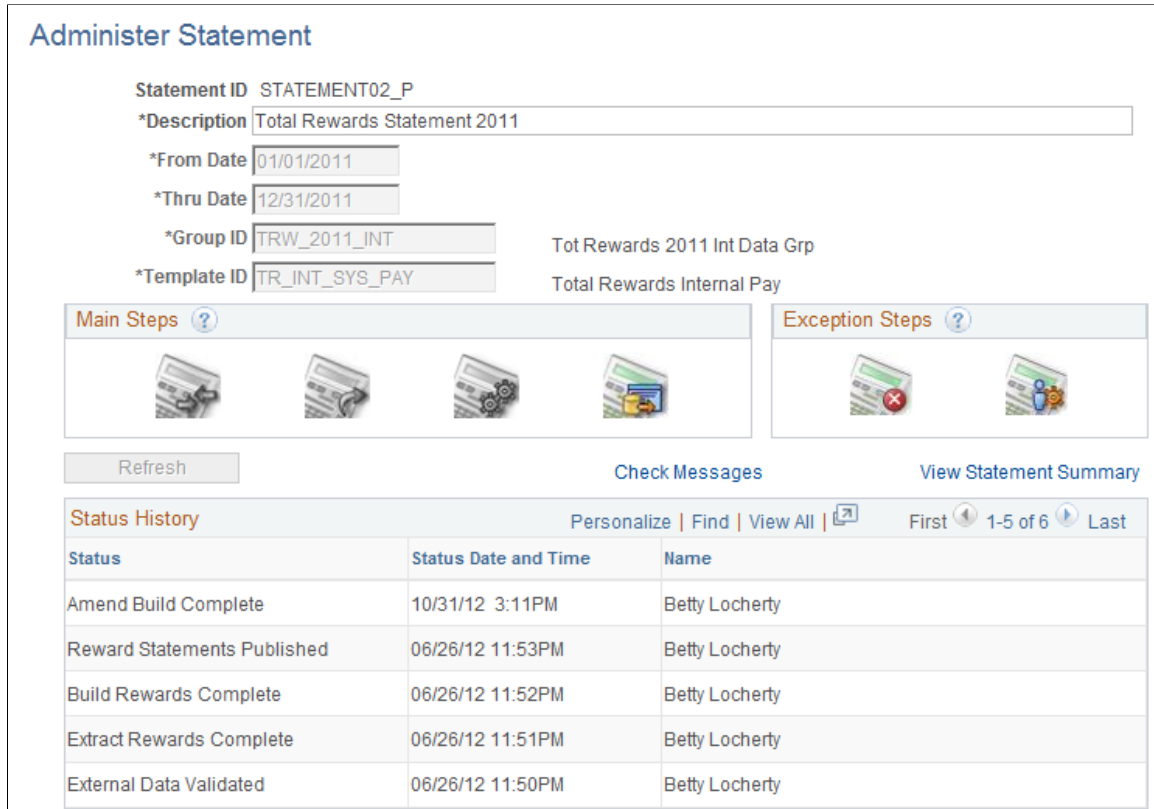 Administer Statement
Statement ID STATEMENT02_P
*Description Total Rewards Statement 2011
*From Date 01/01/2011
*Thru Date 12/31/2011
*Group ID TRW_2011_INT Tot Rewards 2011 Int Data Grp
*Template ID TR_INT_SYS_PAY Total Rewards Internal Pay
Main Steps ? Exception Steps ?
Refresh Check Messages View Statement Summary
Status History Personalize | Find | View All | First 1-5 of 6 Last
Status Status Date and Time Name
Amend Build Complete 10/31/12 3:11PM Betty Locherty
Reward Statements Published 06/26/12 11:53PM Betty Locherty
Build Rewards Complete 06/26/12 11:52PM Betty Locherty
Extract Rewards Complete 06/26/12 11:51PM Betty Locherty
External Data Validated 06/26/12 11:50PM Betty Locherty